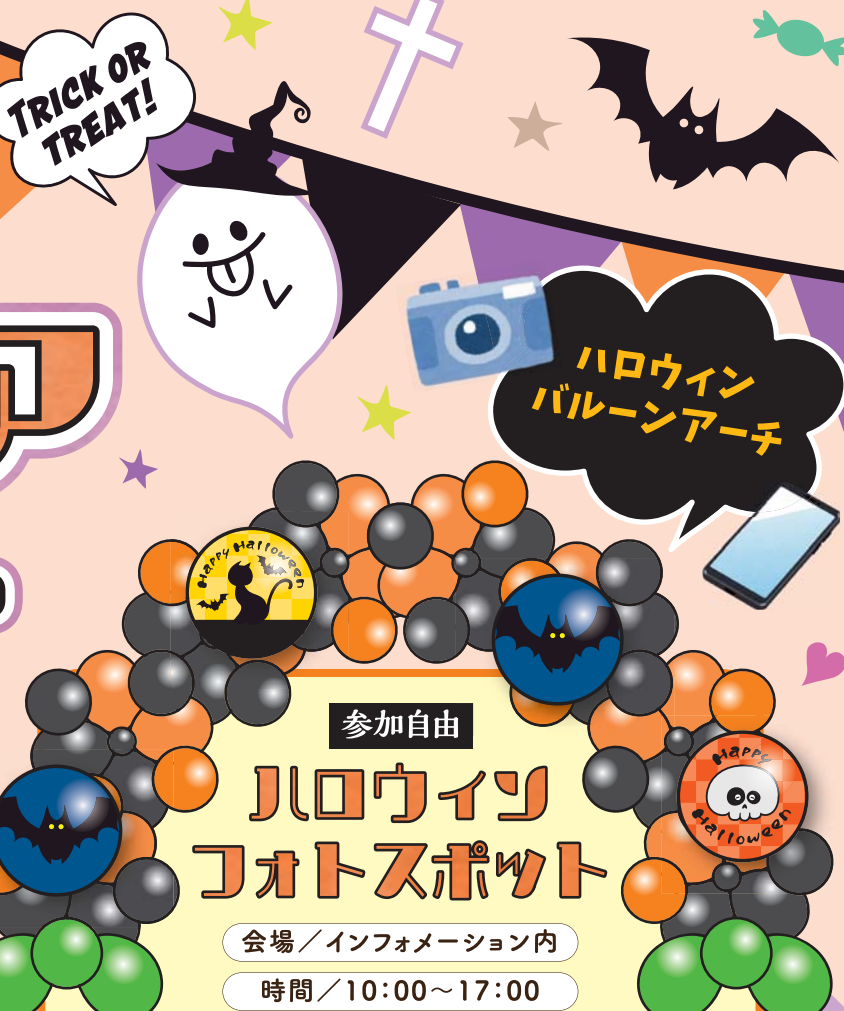 TRICK OR
TREAT!
ハロウィン
バルーンアーチ
Happy Halloween
Happy
Halloween
参加自由
ハロウィン
フォトスポット
会場／インフォメーション内
時間／10：00〜17：00